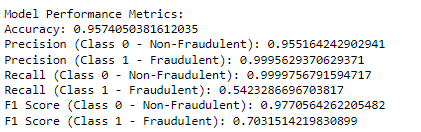 Model Performance Metrics:
Accuracy: 0.9574050381612035
Precision (Class 0 - Non-Fraudulent): 0.955164242902941
Precision (Class 1 - Fraudulent): 0.9995629370629371
Recall (Class 0 - Non-Fraudulent): 0.9999756791594717
Recall (Class 1 - Fraudulent): 0.5423286696703817
F1 Score (Class 0 - Non-Fraudulent): 0.9770564262205482
F1 Score (Class 1 - Fraudulent): 0.7031514219830899